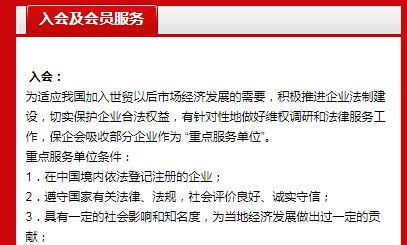 入会及会员服务
入会：
为适应我国加入世贸以后市场经济发展的需要，积极推进企业法制建
设，切实保护企业合法权益，有针对性地做好维权调研和法律服务工
作，保企会吸收部分企业作为 “重点服务单位”。
重点服务单位条件：
1．在中国境内依法登记注册的企业；
2．遵守国家有关法律、法规，社会评价良好、诚实守信；
3．具有一定的社会影响和知名度，为当地经济发展做出过一定的贡
献；